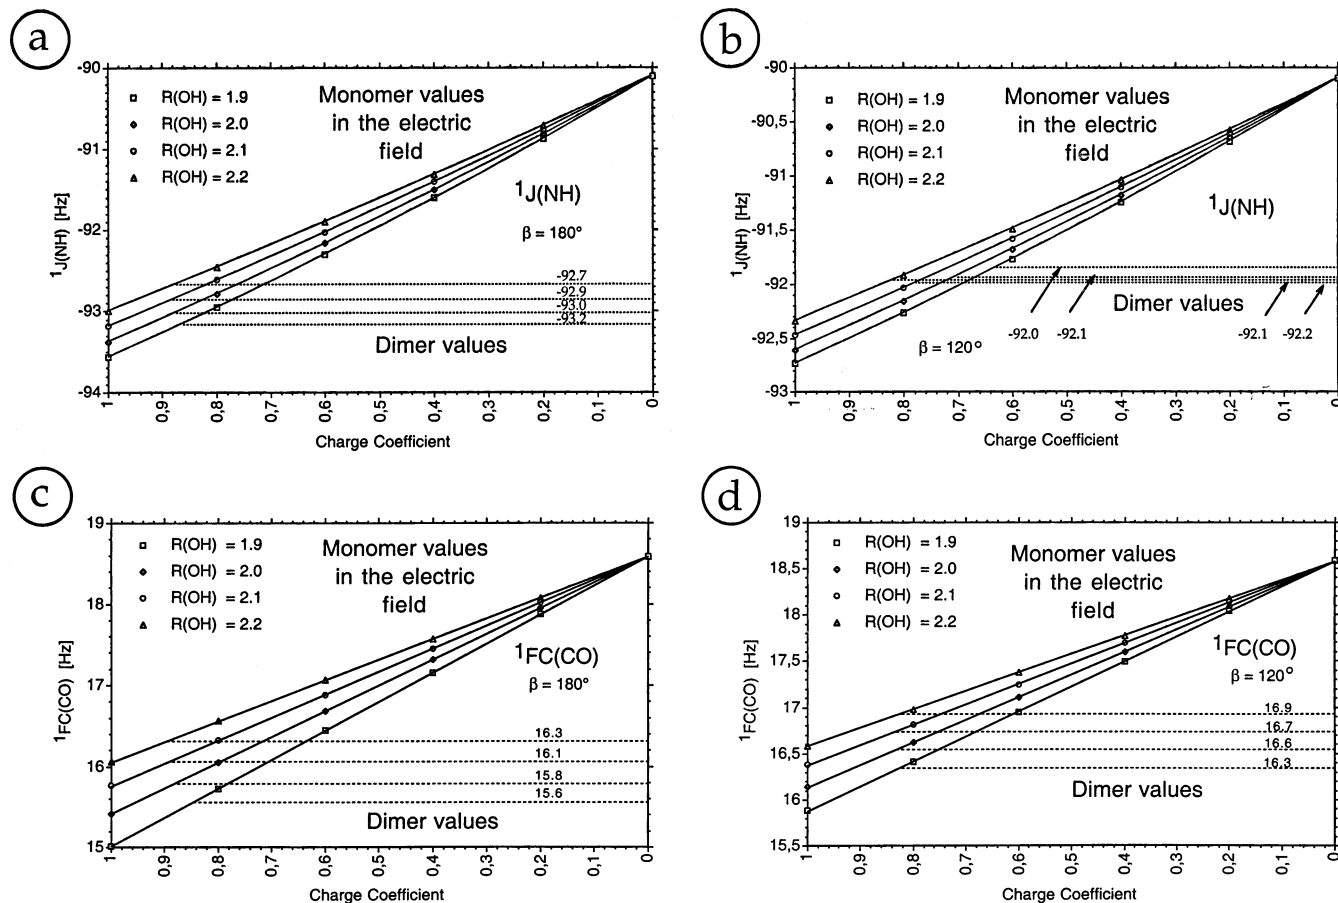 a
-90
-91
-92
-93
-94
¹J(NH) [Hz]
R(OH) = 1.9
R(OH) = 2.0
R(OH) = 2.1
R(OH) = 2.2
Monomer values
in the electric
field
¹J(NH)
β = 180°
-92.7
-92.9
-93.0
-93.2
Dimer values
1
0,9
0,8
0,7
0,6
0,5
0,4
0,3
0,2
0,1
0
Charge Coefficient
b
-90
-90,5
-91
-91,5
-92
-92,5
-93
¹J(NH) [Hz]
R(OH) = 1.9
R(OH) = 2.0
R(OH) = 2.1
R(OH) = 2.2
Monomer values
in the electric
field
¹J(NH)
Dimer values
-92.0
-92.1
-92.1
-92.2
β = 120°
1
0,9
0,8
0,7
0,6
0,5
0,4
0,3
0,2
0,1
0
Charge Coefficient
c
19
18
17
16
15
¹FC(CO) [Hz]
R(OH) = 1.9
R(OH) = 2.0
R(OH) = 2.1
R(OH) = 2.2
Monomer values
in the electric
field
¹FC(CO)
β = 180°
16.3
16.1
15.8
15.6
Dimer values
1
0,9
0,8
0,7
0,6
0,5
0,4
0,3
0,2
0,1
0
Charge Coefficient
d
19
18,5
18
17,5
17
16,5
16
15,5
¹FC(CO) [Hz]
R(OH) = 1.9
R(OH) = 2.0
R(OH) = 2.1
R(OH) = 2.2
Monomer values
in the electric
field
¹FC(CO)
β = 120°
16.9
16.7
16.6
16.3
Dimer values
1
0,9
0,8
0,7
0,6
0,5
0,4
0,3
0,2
0,1
0
Charge Coefficient